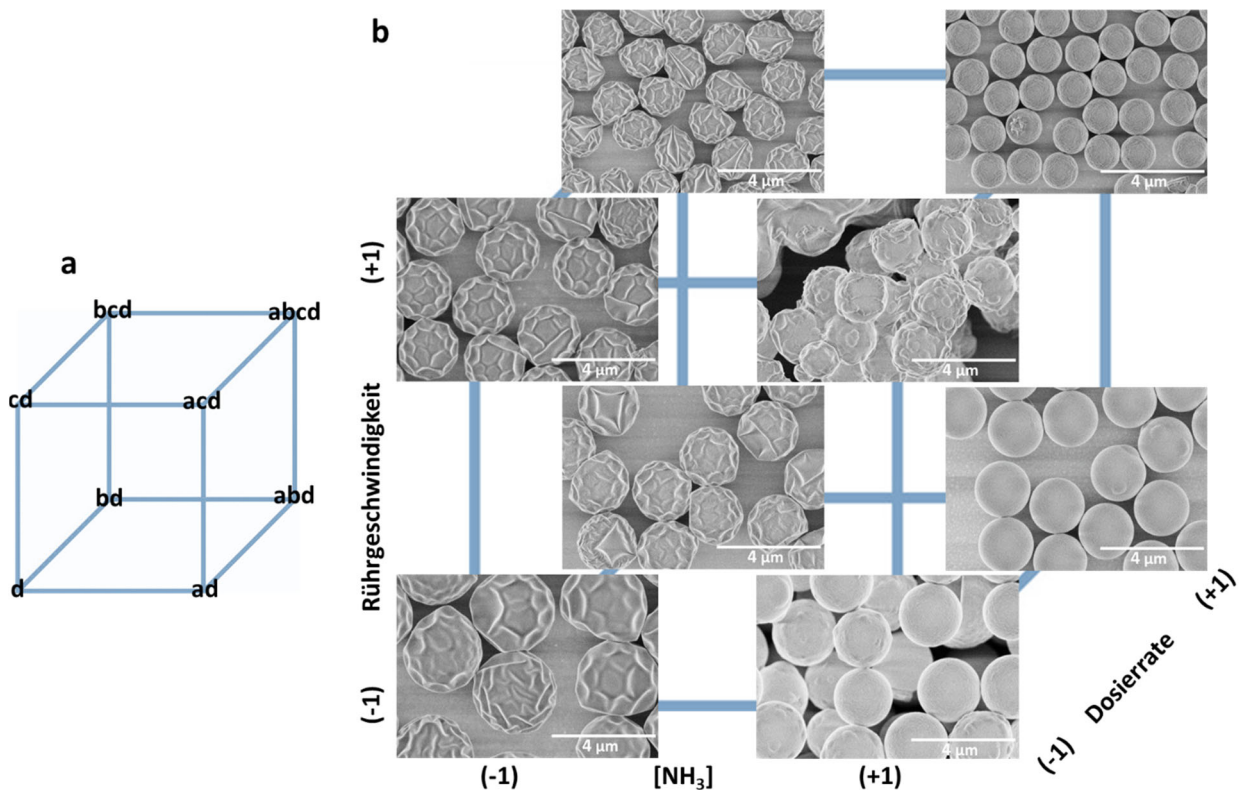 b
4 µm
4 µm
(+1)
4 µm
4 µm
a
bcd
abcd
cd
acd
bd
abd
d
ad
Rührgeschwindigkeit
4 µm
4 µm
(+1)
Dosierrate
(-1)
(-1)
4 µm
4 µm
(-1)
[NH₃]
(+1)